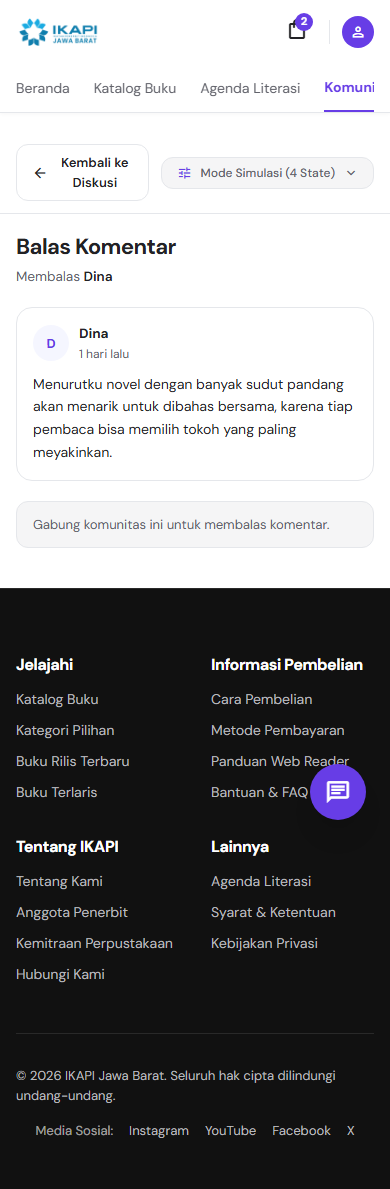 IKAPI
JAWA BARAT
2
Beranda
Katalog Buku
Agenda Literasi
Komuni
Kembali ke
Diskusi
Mode Simulasi (4 State)
Balas Komentar
Membalas Dina
D
Dina
1 hari lalu
Menurutku novel dengan banyak sudut pandang
akan menarik untuk dibahas bersama, karena tiap
pembaca bisa memilih tokoh yang paling
meyakinkan.
Gabung komunitas ini untuk membalas komentar.
Jelajahi
Katalog Buku
Kategori Pilihan
Buku Rilis Terbaru
Buku Terlaris
Informasi Pembelian
Cara Pembelian
Metode Pembayaran
Panduan Web Reader
Bantuan & FAQ
Tentang IKAPI
Tentang Kami
Anggota Penerbit
Kemitraan Perpustakaan
Hubungi Kami
Lainnya
Agenda Literasi
Syarat & Ketentuan
Kebijakan Privasi
© 2026 IKAPI Jawa Barat. Seluruh hak cipta dilindungi
undang-undang.
Media Sosial: Instagram YouTube Facebook X